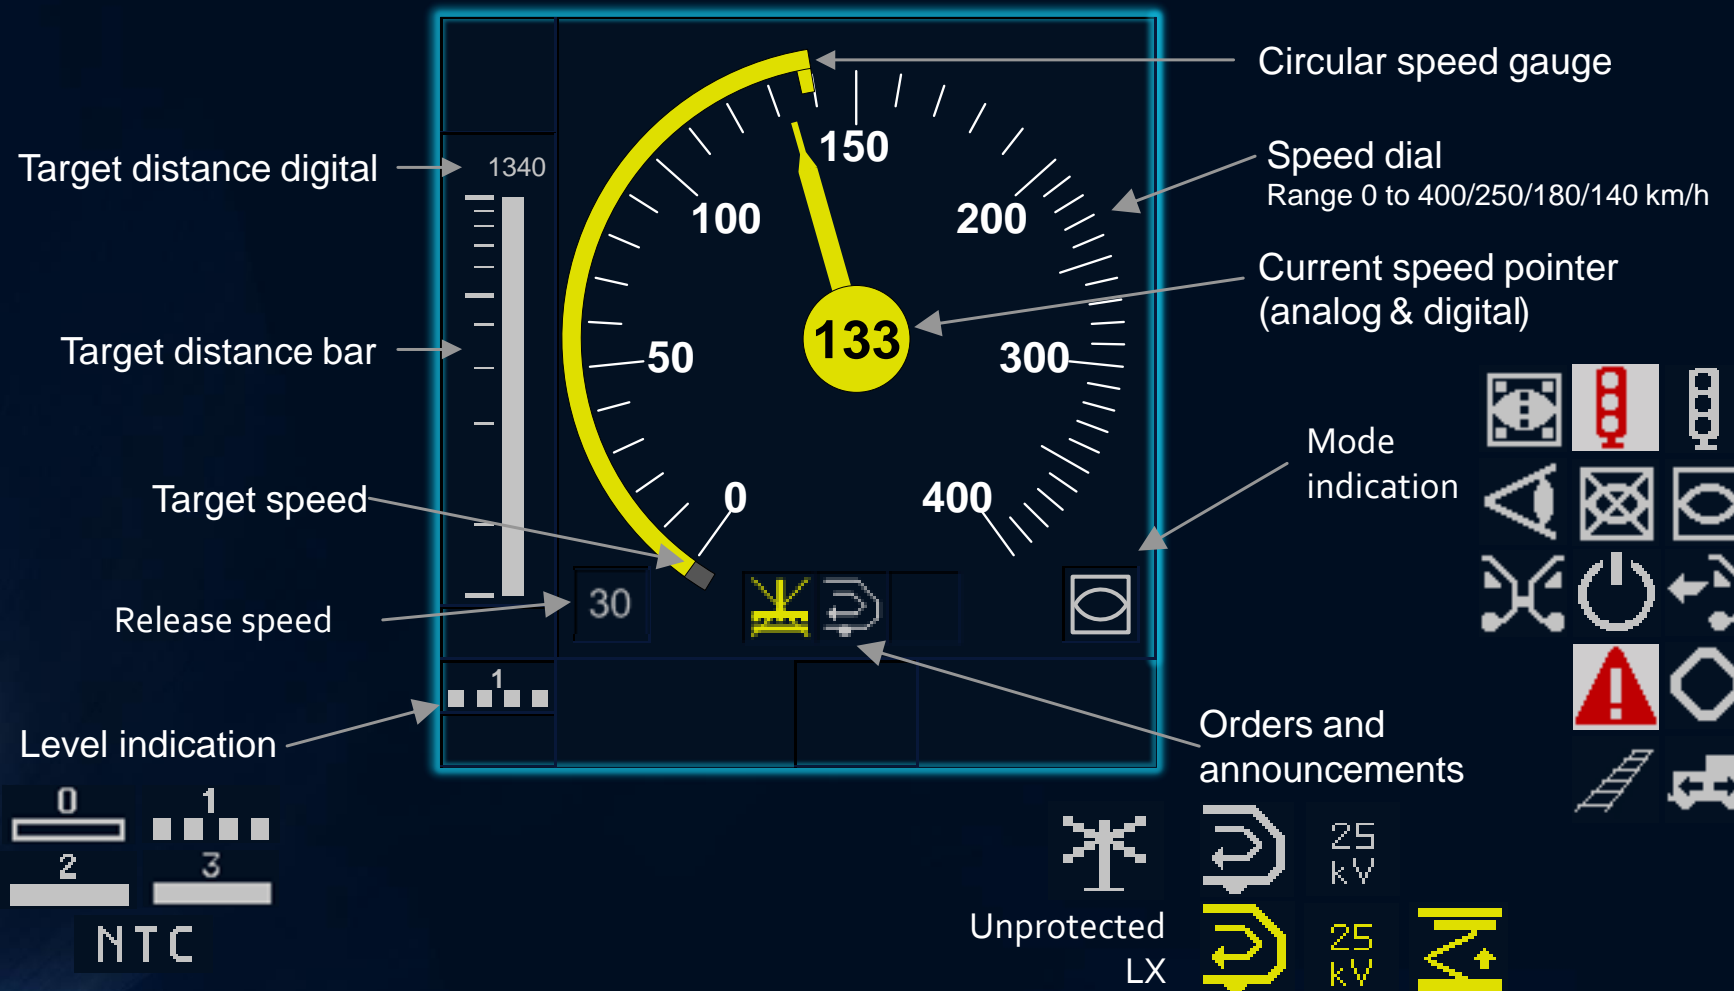 Circular speed gauge
Target distance digital
1340
150
Speed dial
Range 0 to 400/250/180/140 km/h
100
200
Current speed pointer
(analog & digital)
133
Target distance bar
50
300
Mode
indication
Target speed
0
400
Release speed
30
1
Level indication
Orders and
announcements
0
1
2
3
NTC
25
kV
Unprotected
LX
25
kV